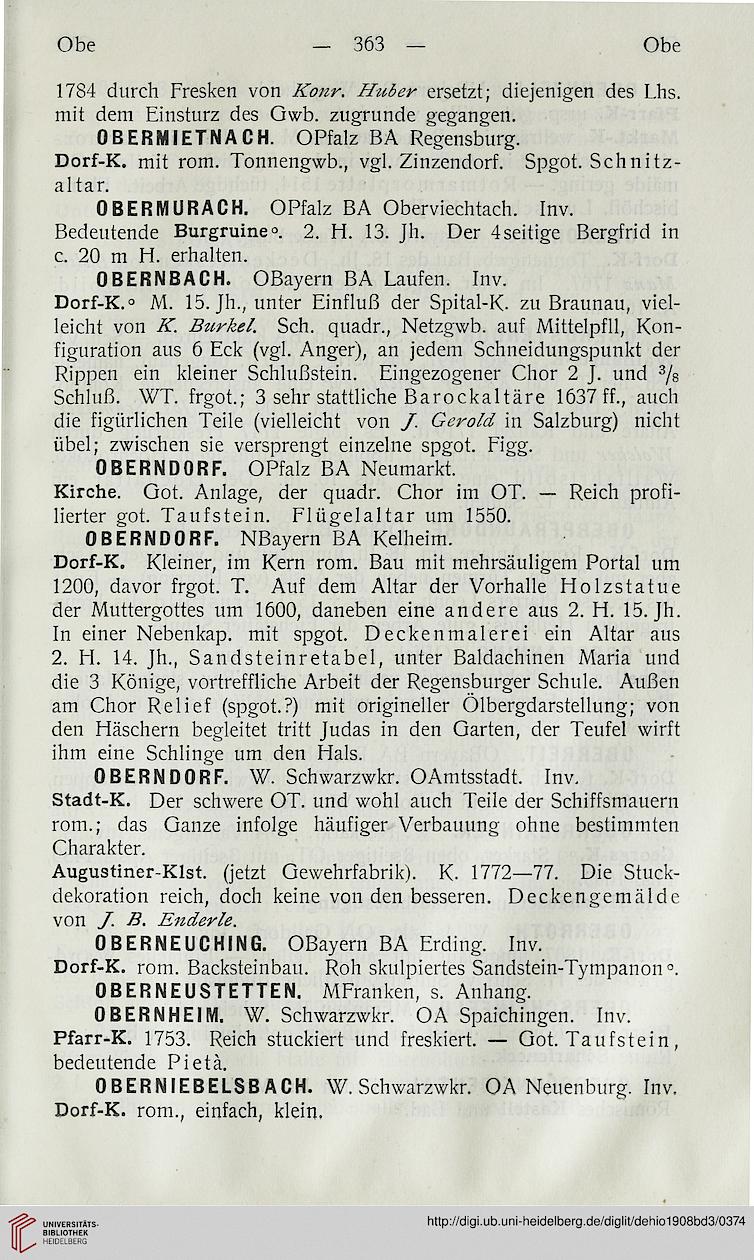 Obe — 363 — Obe
1784 durch Fresken von Konr. Huber ersetzt; diejenigen des Lhs.
mit dem Einsturz des Gwb. zugrunde gegangen.
OBERMIETNACH. OPfalz BA Regensburg.
Dorf-K. mit rom. Tonnengwb., vgl. Zinzendorf. Spgot. Schnitz-
altar.
OBERMURACH. OPfalz BA Oberviechtach. Inv.
Bedeutende Burgruine°. 2. H. 13. Jh. Der 4seitige Bergfrid in
c. 20 m H. erhalten.
OBERNBACH. OBayern BA Laufen. Inv.
Dorf-K.° M. 15. Jh., unter Einfluß der Spital-K. zu Braunau, viel-
leicht von K. Burkel. Sch. quadr., Netzgwb. auf Mittelpfll, Kon-
figuration aus 6 Eck (vgl. Anger), an jedem Schneidungspunkt der
Rippen ein kleiner Schlußstein. Eingezogener Chor 2 J. und ³/₈
Schluß. WT. frgot.; 3 sehr stattliche Barockaltäre 1637 ff., auch
die figürlichen Teile (vielleicht von J. Gerold in Salzburg) nicht
übel; zwischen sie versprengt einzelne spgot. Figg.
OBERNDORF. OPfalz BA Neumarkt.
Kirche. Got. Anlage, der quadr. Chor im OT. — Reich profi-
lierter got. Taufstein. Flügelaltar um 1550.
OBERNDORF. NBayern BA Kelheim.
Dorf-K. Kleiner, im Kern rom. Bau mit mehrsäuligem Portal um
1200, davor frgot. T. Auf dem Altar der Vorhalle Holzstatue
der Muttergottes um 1600, daneben eine andere aus 2. H. 15. Jh.
In einer Nebenkap. mit spgot. Deckenmalerei ein Altar aus
2. H. 14. Jh., Sandsteinretabel, unter Baldachinen Maria und
die 3 Könige, vortreffliche Arbeit der Regensburger Schule. Außen
am Chor Relief (spgot.?) mit origineller Ölbergdarstellung; von
den Häschern begleitet tritt Judas in den Garten, der Teufel wirft
ihm eine Schlinge um den Hals.
OBERNDORF. W. Schwarzwkr. OAmtsstadt. Inv.
Stadt-K. Der schwere OT. und wohl auch Teile der Schiffsmauern
rom.; das Ganze infolge häufiger Verbauung ohne bestimmten
Charakter.
Augustiner-Klst. (jetzt Gewehrfabrik). K. 1772—77. Die Stuck-
dekoration reich, doch keine von den besseren. Deckengemälde
von J. B. Enderle.
OBERNEUCHING. OBayern BA Erding. Inv.
Dorf-K. rom. Backsteinbau. Roh skulpiertes Sandstein-Tympanon°.
OBERNEUSTETTEN. MFranken, s. Anhang.
OBERNHEIM. W. Schwarzwkr. OA Spaichingen. Inv.
Pfarr-K. 1753. Reich stuckiert und freskiert. — Got. Taufstein,
bedeutende Pietà.
OBERNIEBELSBACH. W. Schwarzwkr. OA Neuenburg. Inv.
Dorf-K. rom., einfach, klein.
UNIVERSITÄTS-
BIBLIOTHEK
HEIDELBERG
http://digi.ub.uni-heidelberg.de/diglit/dehio1908bd3/0374